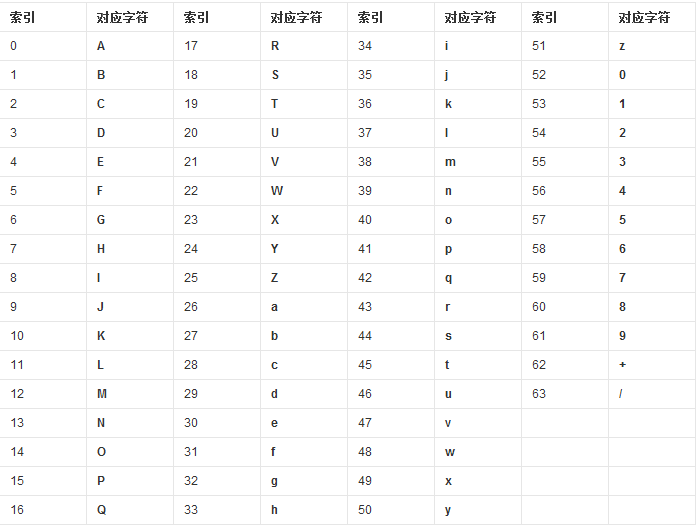 索引 对应字符 索引 对应字符 索引 对应字符 索引 对应字符
0 A 17 R 34 i 51 z
1 B 18 S 35 j 52 0
2 C 19 T 36 k 53 1
3 D 20 U 37 l 54 2
4 E 21 V 38 m 55 3
5 F 22 W 39 n 56 4
6 G 23 X 40 o 57 5
7 H 24 Y 41 p 58 6
8 I 25 Z 42 q 59 7
9 J 26 a 43 r 60 8
10 K 27 b 44 s 61 9
11 L 28 c 45 t 62 +
12 M 29 d 46 u 63 /
13 N 30 e 47 v
14 O 31 f 48 w
15 P 32 g 49 x
16 Q 33 h 50 y